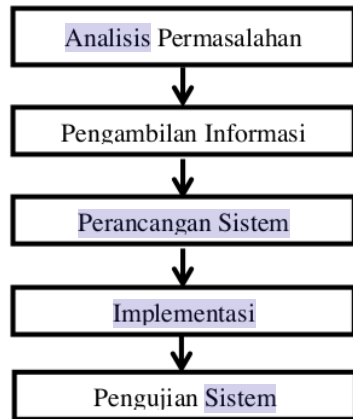 Analisis Permasalahan
Pengambilan Informasi
Perancangan Sistem
Implementasi
Pengujian Sistem